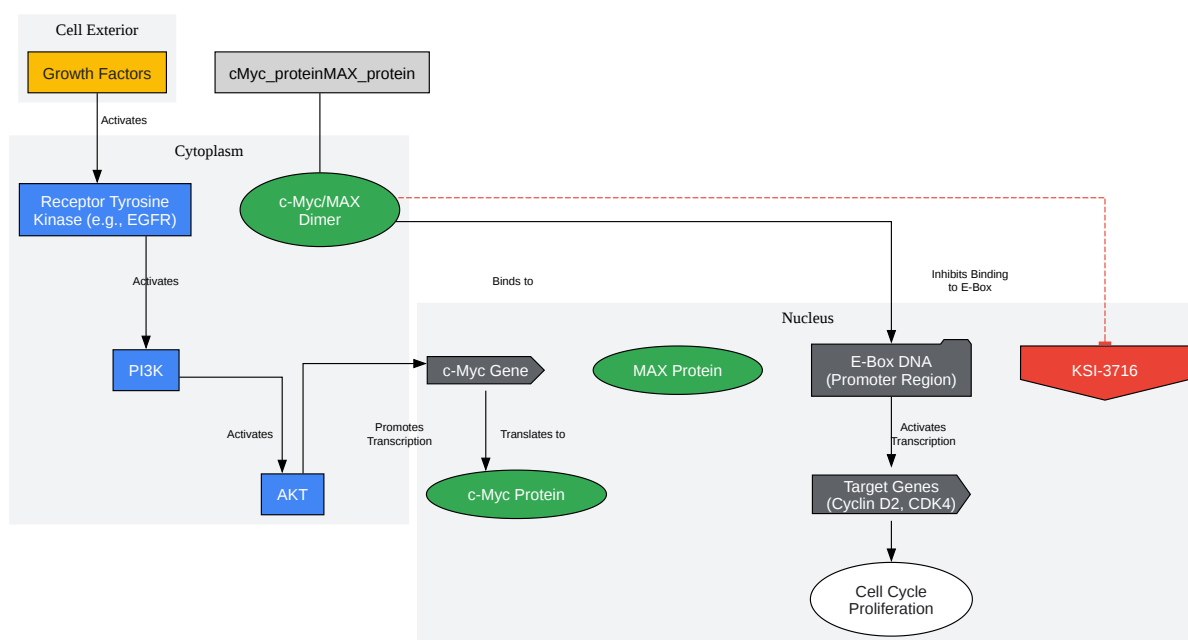 Cell Exterior
Growth Factors
cMyc_proteinMAX_protein
Activates
Cytoplasm
Receptor Tyrosine
Kinase (e.g., EGFR)
c-Myc/MAX
Dimer
Activates
Binds to
Inhibits Binding
to E-Box
Nucleus
PI3K
c-Myc Gene
MAX Protein
E-Box DNA
(Promoter Region)
KSI-3716
Activates
Promotes
Transcription
Translates to
Activates
Transcription
AKT
c-Myc Protein
Target Genes
(Cyclin D2, CDK4)
Cell Cycle
Proliferation